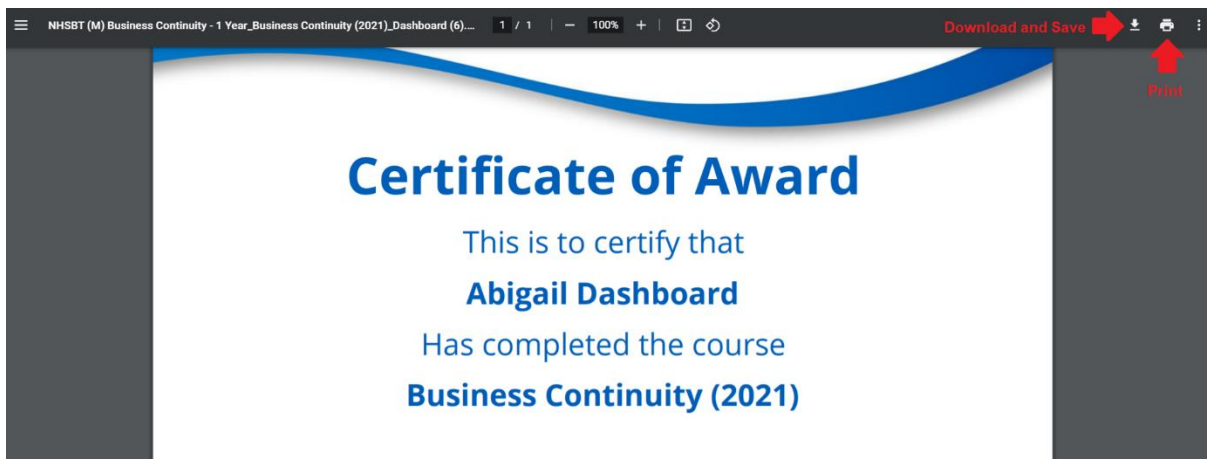 NHSBT (M) Business Continuity - 1 Year_Business Continuity (2021)_Dashboard (6).... 1 / 1 100% Download and Save
Print
Certificate of Award
This is to certify that
Abigail Dashboard
Has completed the course
Business Continuity (2021)